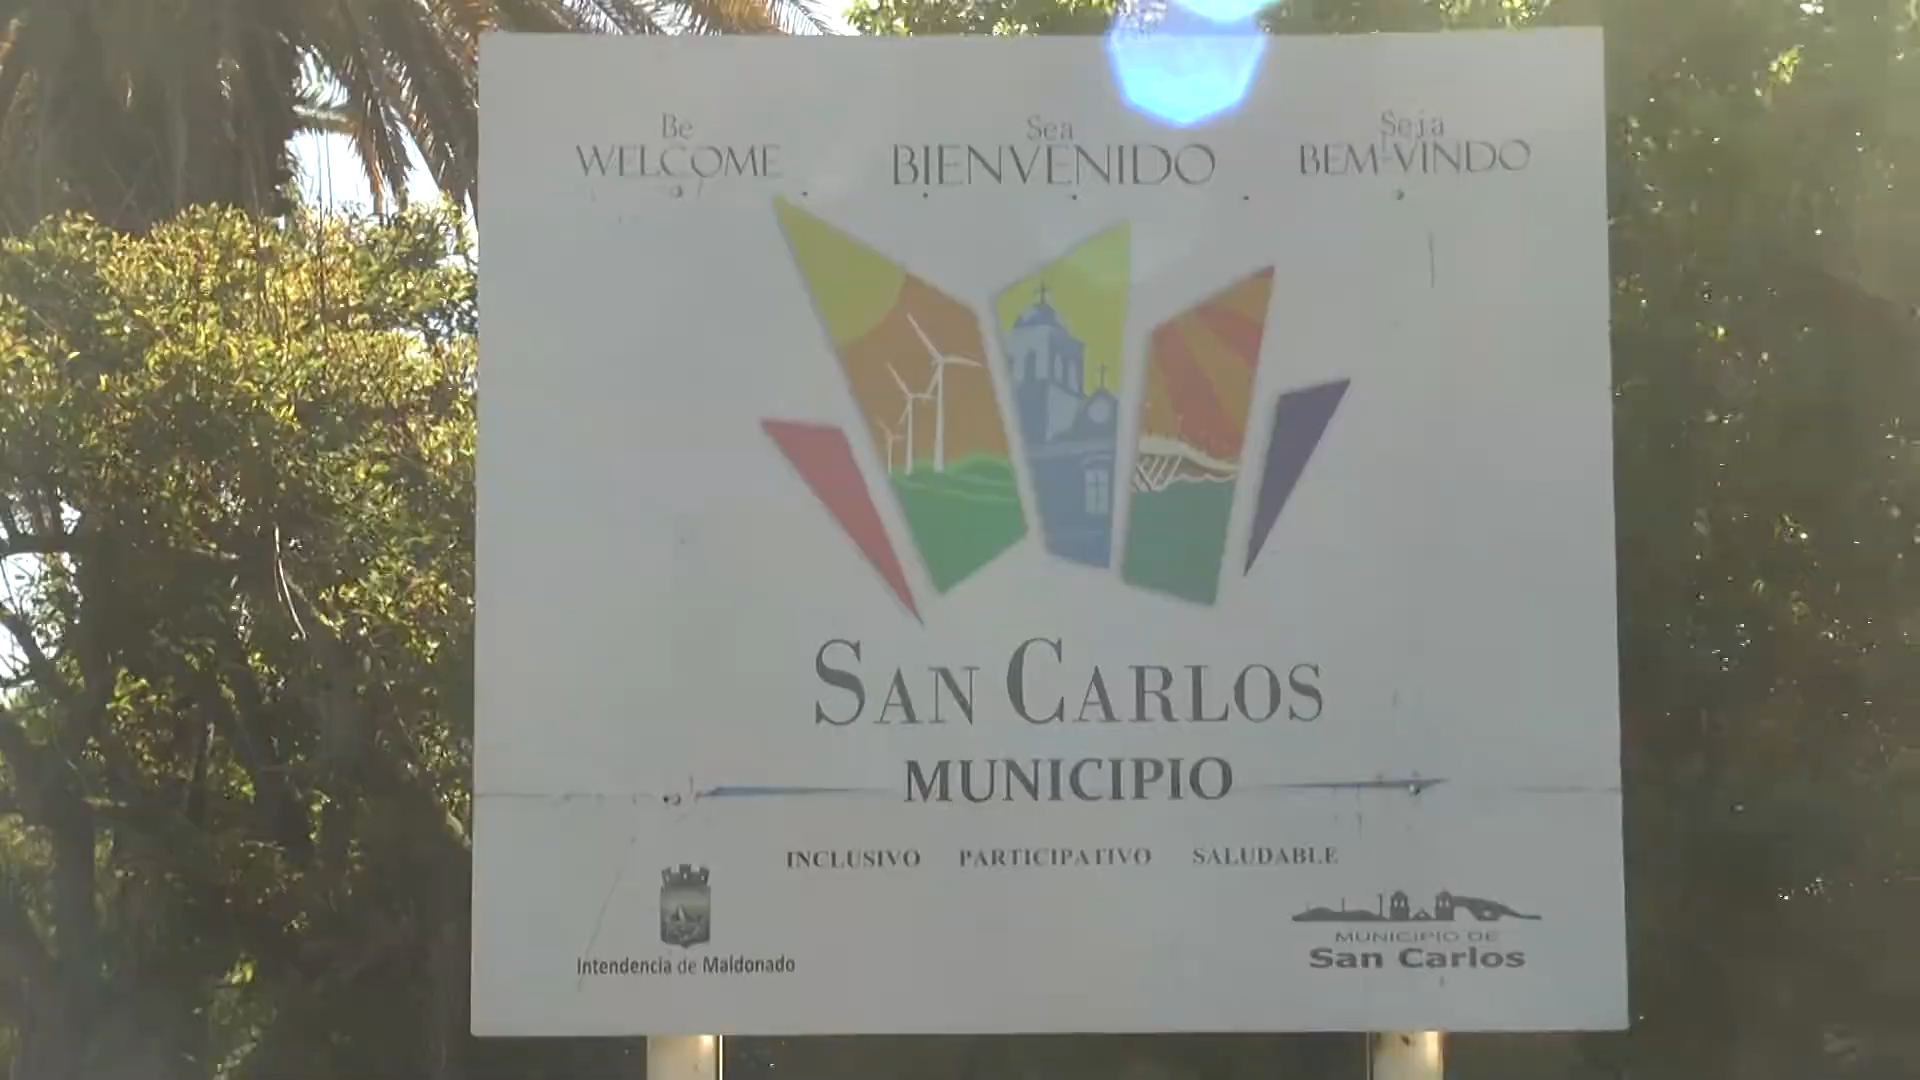 Be
WELCOME
Sea
BIENVENIDO
Seja
BEM-VINDO
SAN CARLOS
MUNICIPIO
INCLUSIVO PARTICIPATIVO SALUDABLE
Intendencia de Maldonado
MUNICIPIO DE
San Carlos